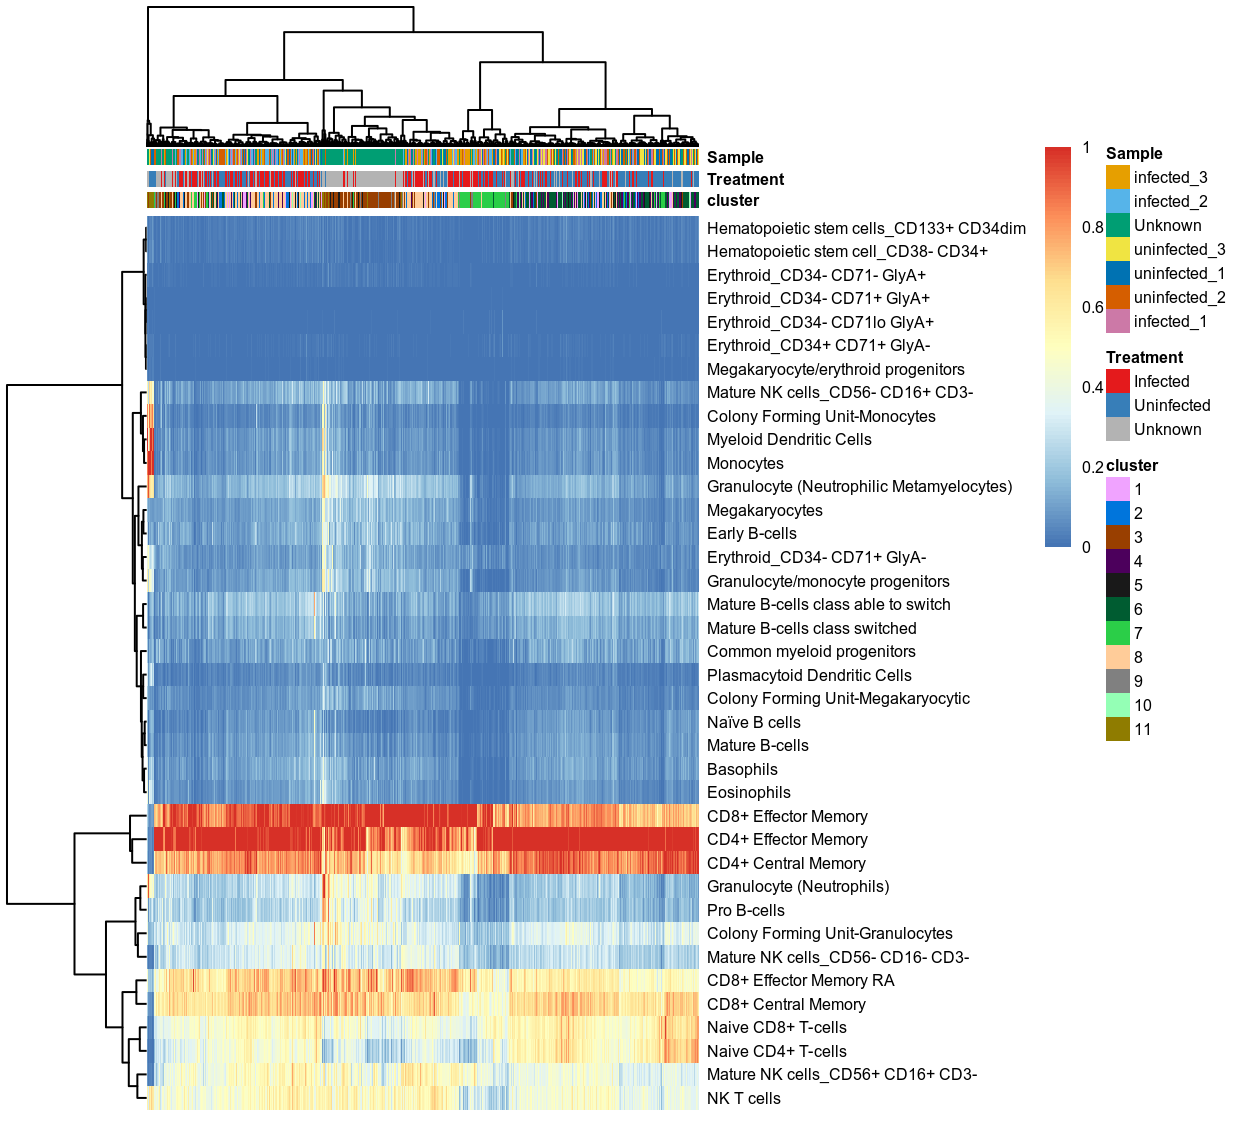 Sample
Treatment
cluster
Hematopoietic stem cells_CD133+ CD34dim
Hematopoietic stem cell_CD38- CD34+
Erythroid_CD34- CD71- GlyA+
Erythroid_CD34- CD71+ GlyA+
Erythroid_CD34- CD71lo GlyA+
Erythroid_CD34+ CD71+ GlyA-
Megakaryocyte/erythroid progenitors
Mature NK cells_CD56- CD16+ CD3-
Colony Forming Unit-Monocytes
Myeloid Dendritic Cells
Monocytes
Granulocyte (Neutrophilic Metamyelocytes)
Megakaryocytes
Early B-cells
Erythroid_CD34- CD71+ GlyA-
Granulocyte/monocyte progenitors
Mature B-cells class able to switch
Mature B-cells class switched
Common myeloid progenitors
Plasmacytoid Dendritic Cells
Colony Forming Unit-Megakaryocytic
Naïve B cells
Mature B-cells
Basophils
Eosinophils
CD8+ Effector Memory
CD4+ Effector Memory
CD4+ Central Memory
Granulocyte (Neutrophils)
Pro B-cells
Colony Forming Unit-Granulocytes
Mature NK cells_CD56- CD16- CD3-
CD8+ Effector Memory RA
CD8+ Central Memory
Naive CD8+ T-cells
Naive CD4+ T-cells
Mature NK cells_CD56+ CD16+ CD3-
NK T cells
1
0.8
0.6
0.4
0.2
0
Sample
infected_3
infected_2
Unknown
uninfected_3
uninfected_1
uninfected_2
infected_1
Treatment
Infected
Uninfected
Unknown
cluster
1
2
3
4
5
6
7
8
9
10
11